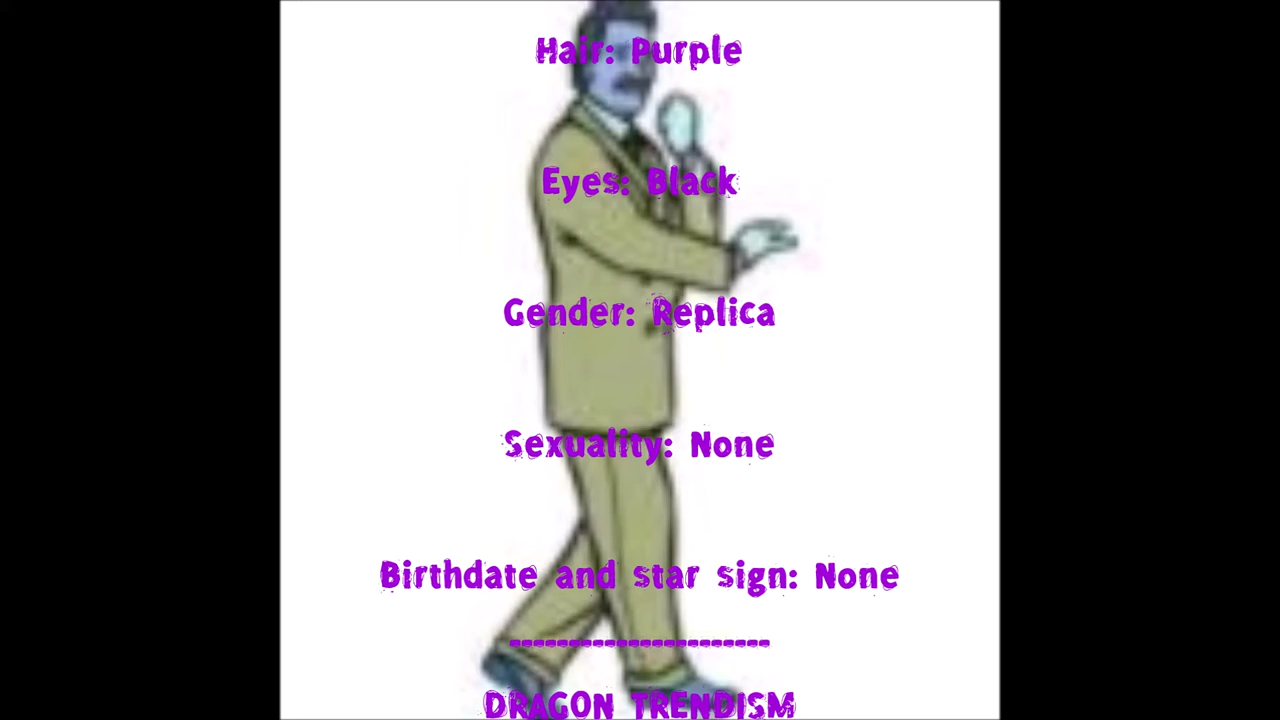 Hair: Purple
Eyes: Black
Gender: Replica
Sexuality: None
Birthdate and star sign: None
----------------------
DRAGON TRENDISM